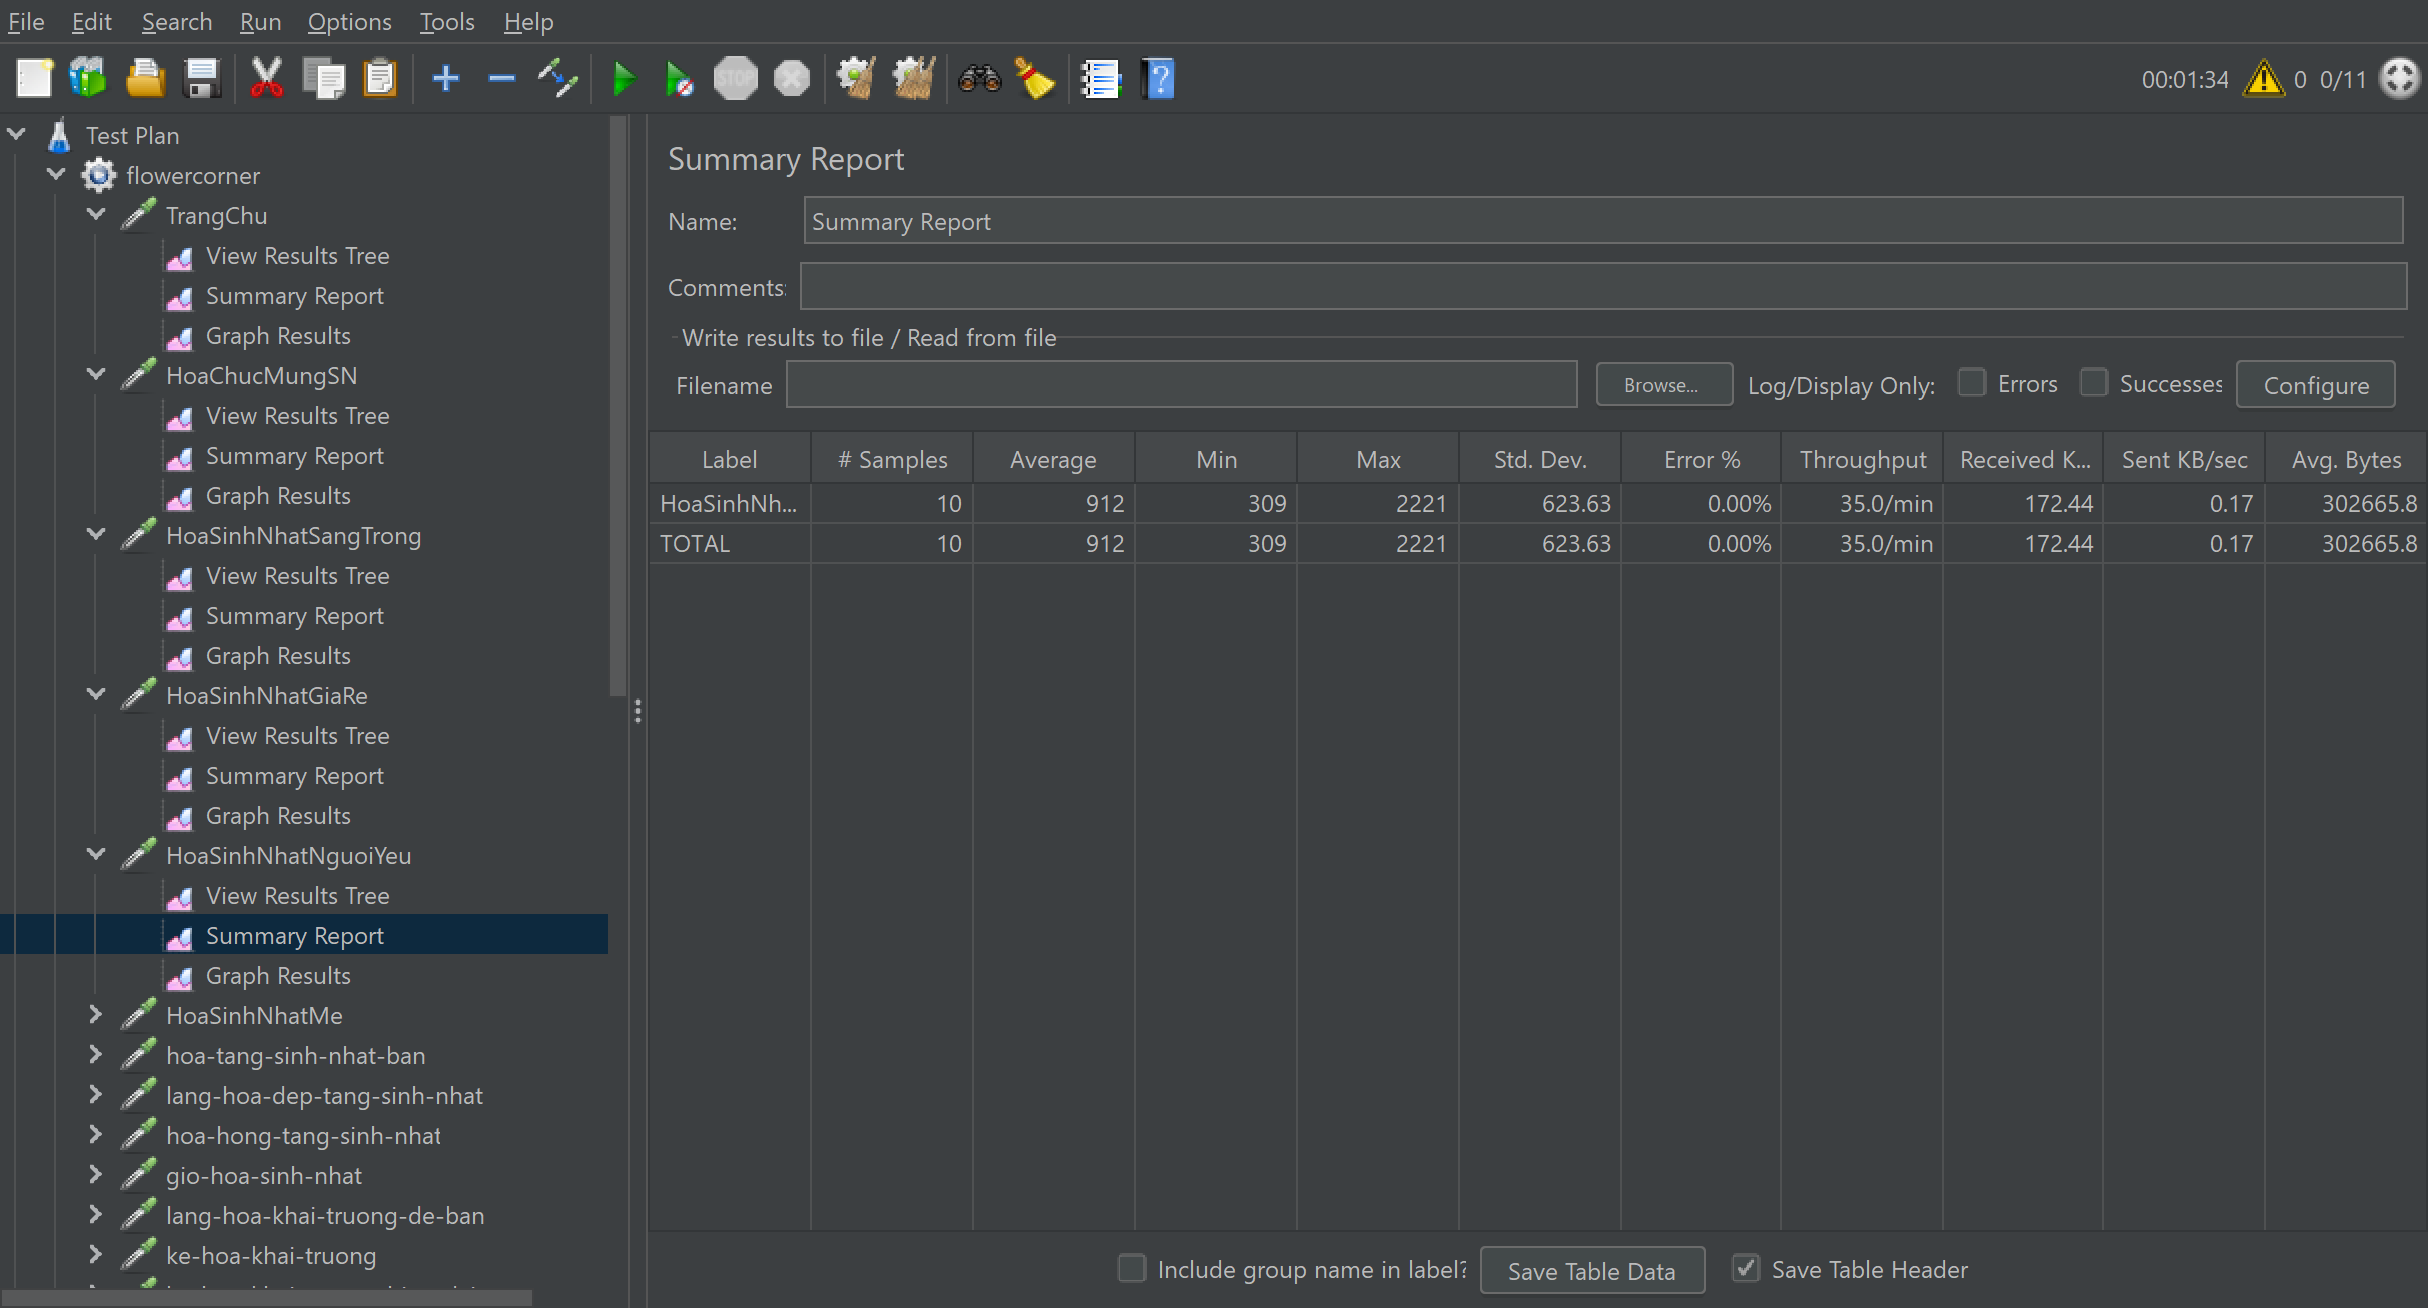 File Edit Search Run Options Tools Help
STOP
00:01:34 0 0/11
Test Plan
flowercorner
TrangChu
View Results Tree
Summary Report
Graph Results
HoaChucMungSN
View Results Tree
Summary Report
Graph Results
HoaSinhNhatSangTrong
View Results Tree
Summary Report
Graph Results
HoaSinhNhatGiaRe
View Results Tree
Summary Report
Graph Results
HoaSinhNhatNguoiYeu
View Results Tree
Summary Report
Graph Results
HoaSinhNhatMe
hoa-tang-sinh-nhat-ban
lang-hoa-dep-tang-sinh-nhat
hoa-hong-tang-sinh-nhat
gio-hoa-sinh-nhat
lang-hoa-khai-truong-de-ban
ke-hoa-khai-truong
Summary Report
Name: Summary Report
Comments:
Write results to file / Read from file
Filename Browse... Log/Display Only: Errors Successes Configure
Label # Samples Average Min Max Std. Dev. Error % Throughput Received K... Sent KB/sec Avg. Bytes
HoaSinhNh... 10 912 309 2221 623.63 0.00% 35.0/min 172.44 0.17 302665.8
TOTAL 10 912 309 2221 623.63 0.00% 35.0/min 172.44 0.17 302665.8
Include group name in label? Save Table Data Save Table Header